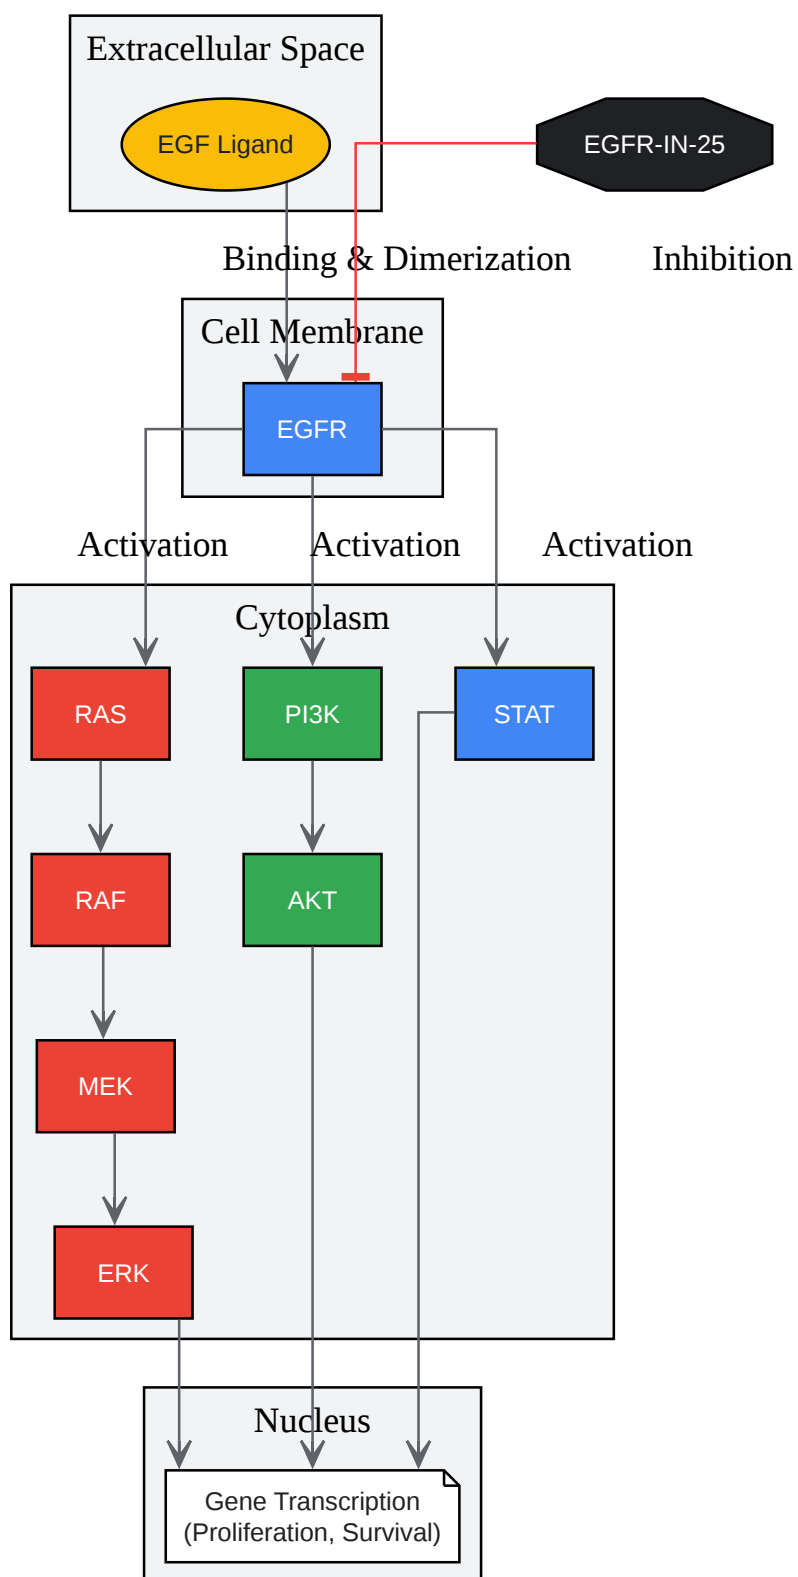 Extracellular Space
EGF Ligand
EGFR-IN-25
Binding & Dimerization
Inhibition
Cell Membrane
EGFR
Activation
Activation
Activation
Cytoplasm
RAS
PI3K
STAT
RAF
AKT
MEK
ERK
Nucleus
Gene Transcription
(Proliferation, Survival)